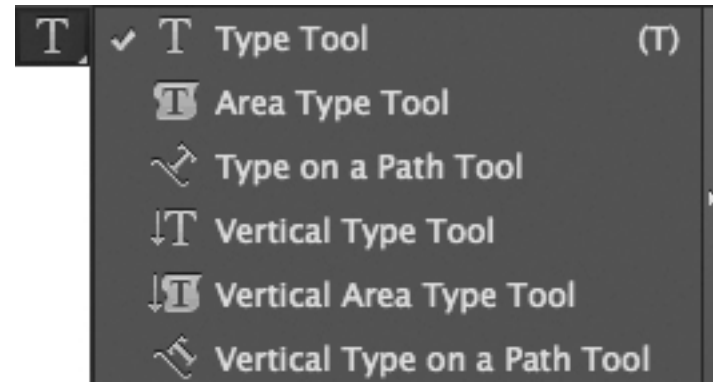 T ✓ T Type Tool (T)
T Area Type Tool
T Type on a Path Tool
↓T Vertical Type Tool
↓T Vertical Area Type Tool
T Vertical Type on a Path Tool